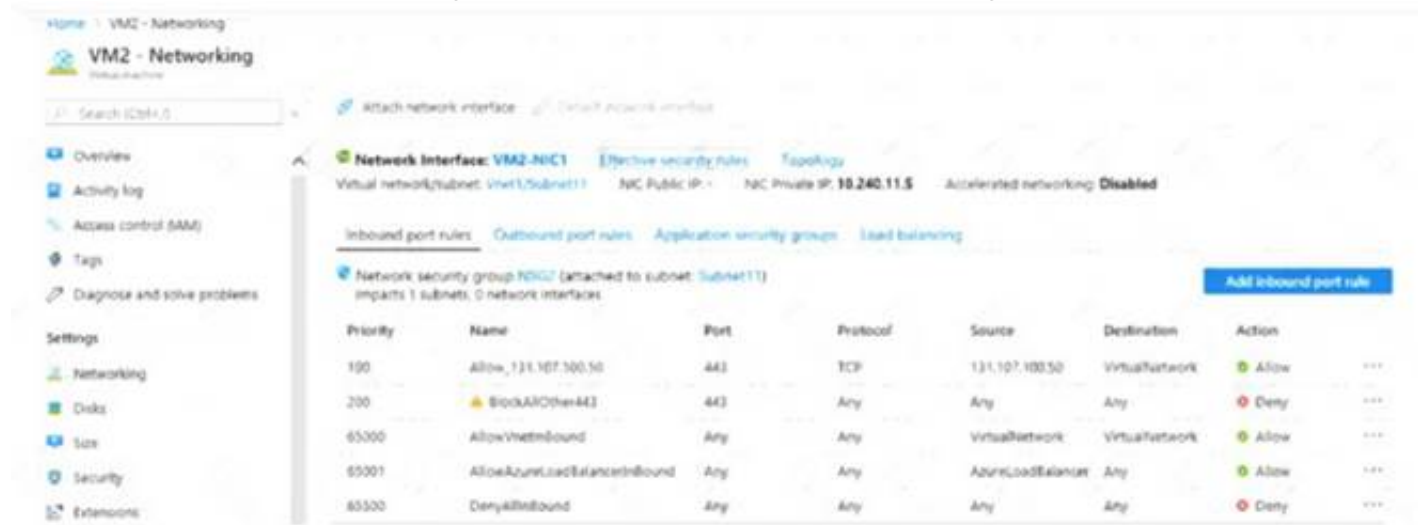 Home > VM2 - Networking
VM2 - Networking
Virtual machine
Search (Ctrl+/)
Attach network interface Detach network interface
Overview
Network Interface: VM2-NIC1 Effective security rules Topology
Virtual network/subnet: Vnet1/Subnet11 NIC Public IP: - NIC Private IP: 10.240.11.5 Accelerated networking: Disabled
Activity log
Access control (IAM)
Inbound port rules Outbound port rules Application security groups Load balancing
Tags
Network security group NSG2 (attached to subnet: Subnet11)
Impacts 1 subnets, 0 network interfaces
Add inbound port rule
Diagnose and solve problems
Settings
Priority Name Port Protocol Source Destination Action
Networking
100 Allow_131.107.100.50 443 TCP 131.107.100.50 VirtualNetwork Allow
Disks
200 BlockAllOther443 443 Any Any Any Deny
Size
65000 AllowVnetInBound Any Any VirtualNetwork VirtualNetwork Allow
Security
65001 AllowAzureLoadBalancerInBound Any Any AzureLoadBalancer Any Allow
Extensions
65500 DenyAllInBound Any Any Any Any Deny